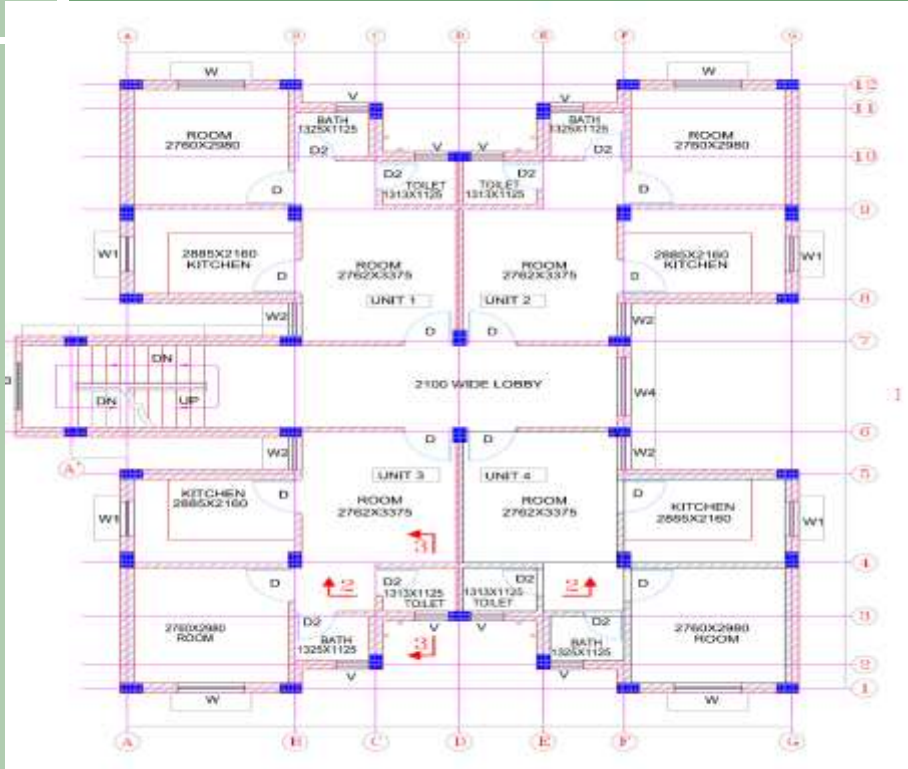 A B C D E F G
W W
12
V V
11
BATH
1325X1125
BATH
1325X1125
ROOM
2760X2980
ROOM
2760X2980
D2 D2
V V
10
D2 D2
TOILET
1313X1125
TOILET
1313X1125
D D
9
W1
2885X2160
KITCHEN
D
ROOM
2762X3375
ROOM
2762X3375
2885X2160
KITCHEN
D
W1
UNIT 1 UNIT 2
8
W2 W2
D D
7
DN
2100 WIDE LOBBY
W4
DN UP
6
D D
W2 W2
A'
5
UNIT 3 UNIT 4
KITCHEN
2885X2160
D
ROOM
2762X3375
ROOM
2762X3375
D
KITCHEN
2885X2160
W1 W1
3
4
D
2 2
D2
1313X1125
TOILET
D2
1313X1125
TOILET
D
3
2760X2980
ROOM
D2
V V
D2
2760X2980
ROOM
BATH
1325X1125
3
BATH
1325X1125
2
V V
1
W W
A C D E F G